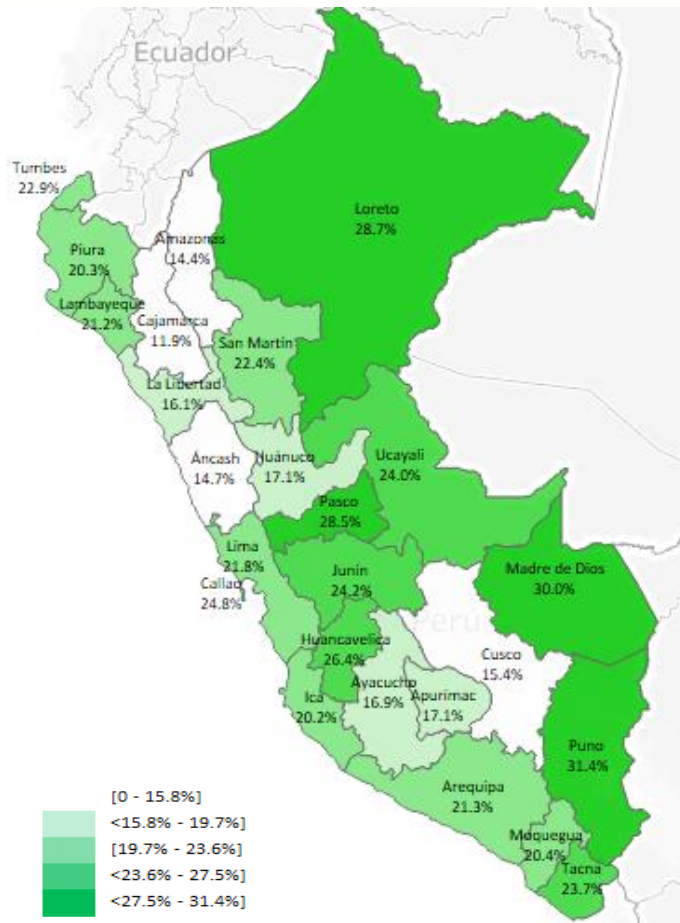 Ecuador
Tumbes
22.9%
Loreto
28.7%
Amazonas
14.4%
Piura
20.3%
Lambayeque
21.2%
Cajamarca
11.9%
San Martin
22.4%
La Libertad
16.1%
Ancash
14.7%
Huánuco
17.1%
Ucayali
24.0%
Pasco
28.5%
Lima
21.8%
Callao
24.8%
Junín
24.2%
Madre de Dios
30.0%
Perú
Huancavelica
26.4%
Cusco
15.4%
Ayacucho
16.9%
Apurimac
17.1%
Ica
20.2%
Puno
31.4%
Arequipa
21.3%
Moquegua
20.4%
Tacna
23.7%
[0 - 15.8%]
<15.8% - 19.7%]
[19.7% - 23.6%]
<23.6% - 27.5%]
<27.5% - 31.4%]